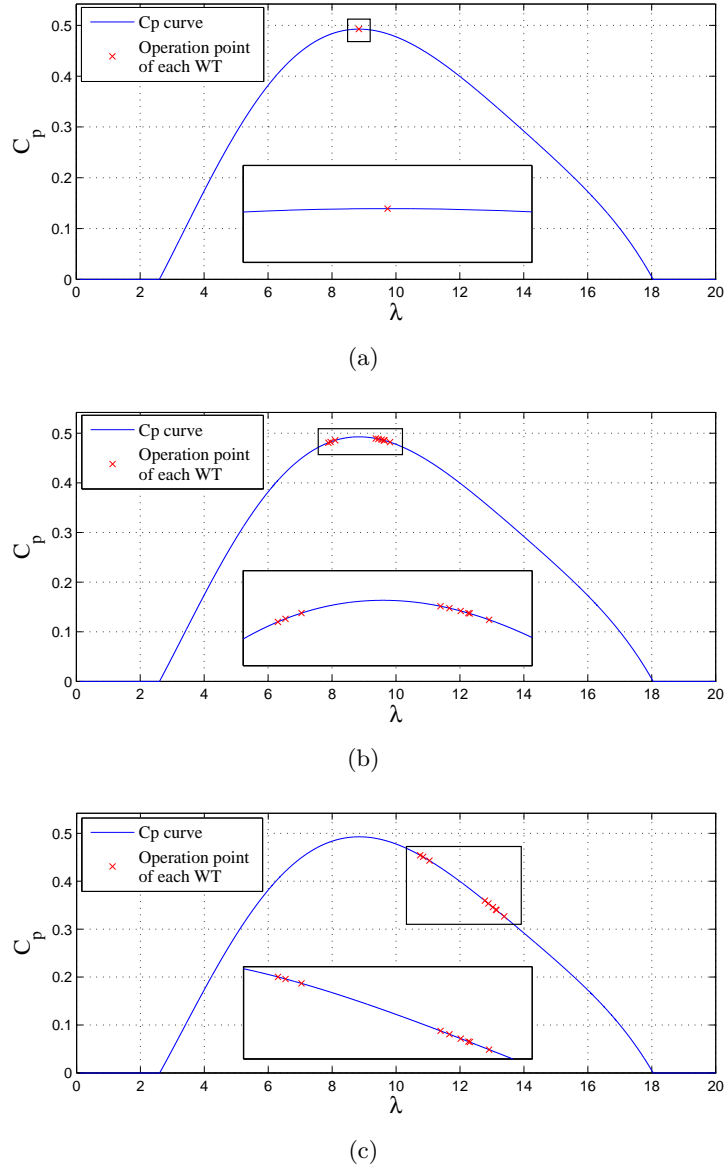 0.5
0.4
0.3
0.2
0.1
0
C_p
Cp curve
Operation point
of each WT
0 2 4 6 8 10 12 14 16 18 20
λ
(a)
0.5
0.4
0.3
0.2
0.1
0
C_p
Cp curve
Operation point
of each WT
0 2 4 6 8 10 12 14 16 18 20
λ
(b)
0.5
0.4
0.3
0.2
0.1
0
C_p
Cp curve
Operation point
of each WT
0 2 4 6 8 10 12 14 16 18 20
λ
(c)